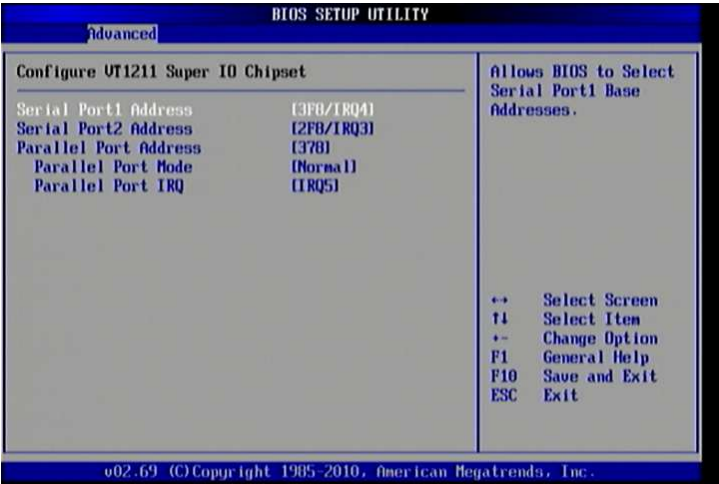 BIOS SETUP UTILITY
Advanced
Configure VT1211 Super IO Chipset
Serial Port1 Address [3F8/IRQ4]
Serial Port2 Address [2F8/IRQ3]
Parallel Port Address [378]
Parallel Port Mode [Normal]
Parallel Port IRQ [IRQ5]
Allows BIOS to Select
Serial Port1 Base
Addresses.
↔ Select Screen
↑↓ Select Item
+- Change Option
F1 General Help
F10 Save and Exit
ESC Exit
v02.69 (C)Copyright 1985-2010, American Megatrends, Inc.